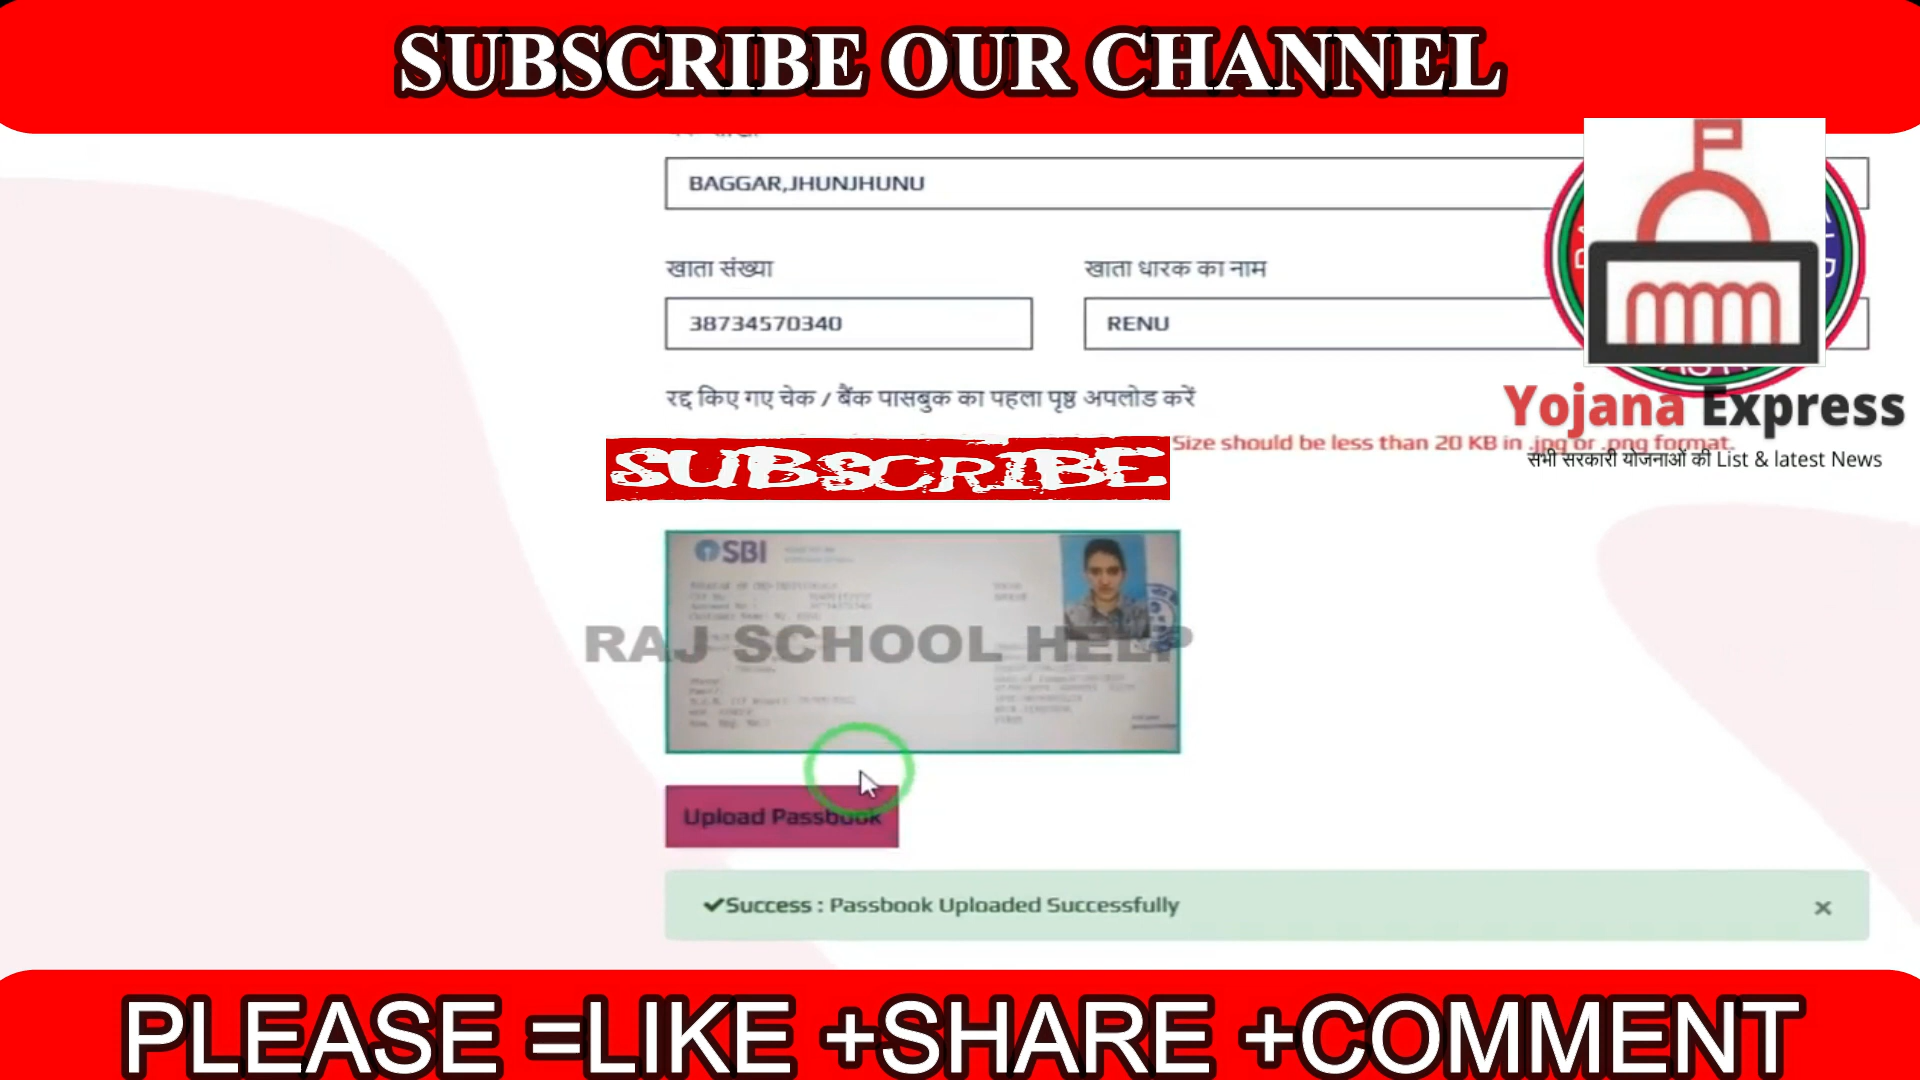 SUBSCRIBE OUR CHANNEL
BAGGAR,JHUNJHUNU
खाता संख्या
खाता धारक का नाम
38734570340
RENU
रद्द किए गए चेक / बैंक पासबुक का पहला पृष्ठ अपलोड करें
Yojana Express
Size should be less than 20 KB in .jpg or .png format.
सभी सरकारी योजनाओं की List & latest News
SUBSCRIBE
SBI
RAJ SCHOOL HELP
Upload Passbook
Success : Passbook Uploaded Successfully
×
PLEASE =LIKE +SHARE +COMMENT